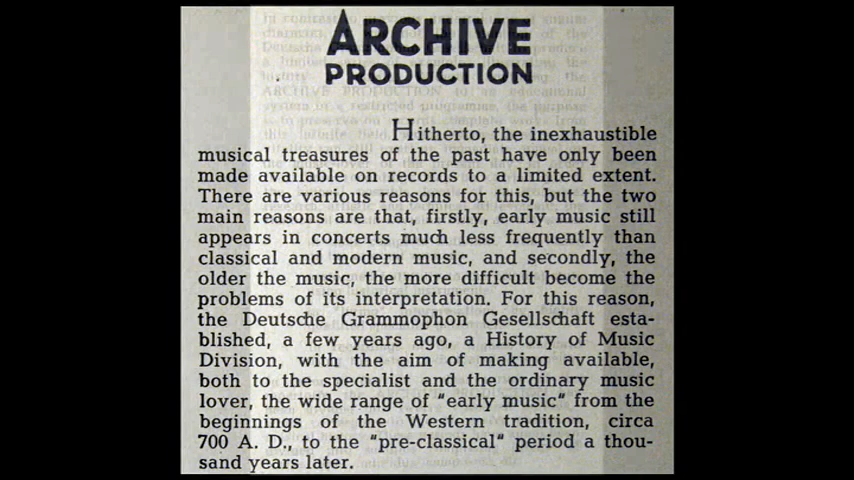 ARCHIVE
PRODUCTION
Hitherto, the inexhaustible
musical treasures of the past have only been
made available on records to a limited extent.
There are various reasons for this, but the two
main reasons are that, firstly, early music still
appears in concerts much less frequently than
classical and modern music, and secondly, the
older the music, the more difficult become the
problems of its interpretation. For this reason,
the Deutsche Grammophon Gesellschaft esta-
blished, a few years ago, a History of Music
Division, with the aim of making available,
both to the specialist and the ordinary music
lover, the wide range of "early music" from the
beginnings of the Western tradition, circa
700 A. D., to the "pre-classical" period a thou-
sand years later.